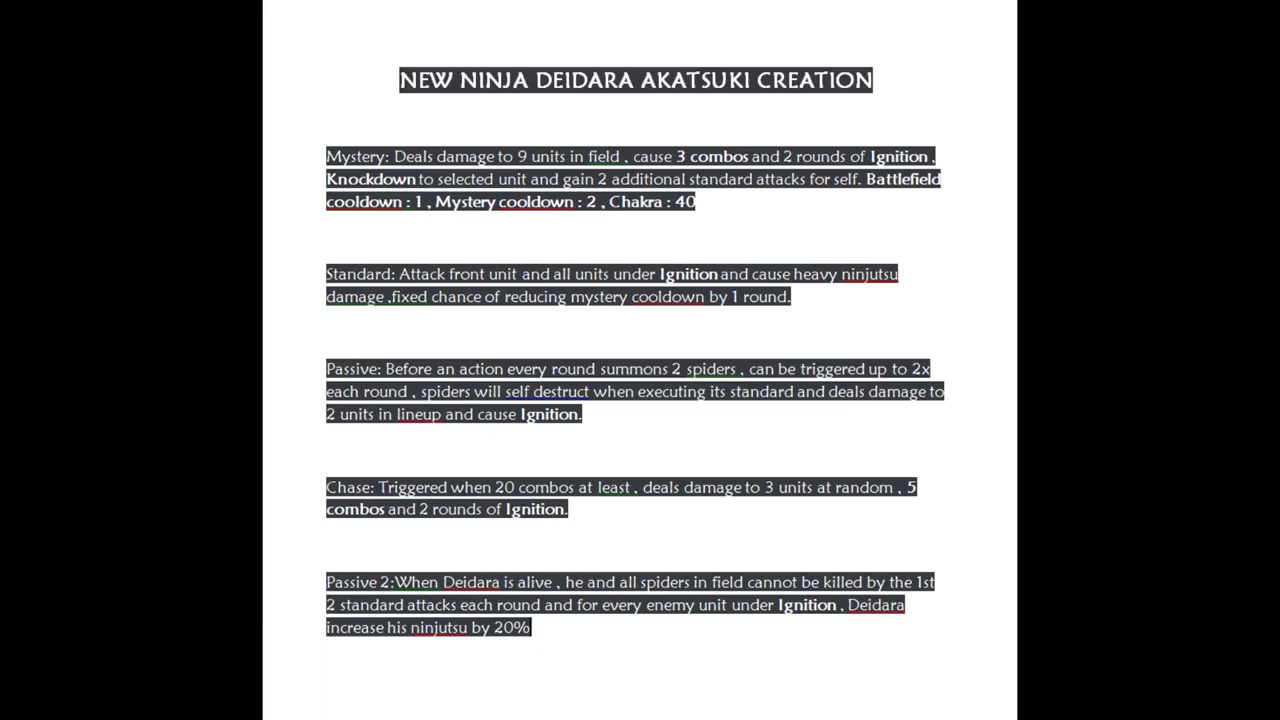 NEW NINJA DEIDARA AKATSUKI CREATION
Mystery: Deals damage to 9 units in field , cause 3 combos and 2 rounds of Ignition ,
Knockdown to selected unit and gain 2 additional standard attacks for self. Battlefield
cooldown : 1 , Mystery cooldown : 2 , Chakra : 40
Standard: Attack front unit and all units under Ignition and cause heavy ninjutsu
damage ,fixed chance of reducing mystery cooldown by 1 round.
Passive: Before an action every round summons 2 spiders , can be triggered up to 2x
each round , spiders will self destruct when executing its standard and deals damage to
2 units in lineup and cause Ignition.
Chase: Triggered when 20 combos at least , deals damage to 3 units at random , 5
combos and 2 rounds of Ignition.
Passive 2:When Deidara is alive , he and all spiders in field cannot be killed by the 1st
2 standard attacks each round and for every enemy unit under Ignition , Deidara
increase his ninjutsu by 20%